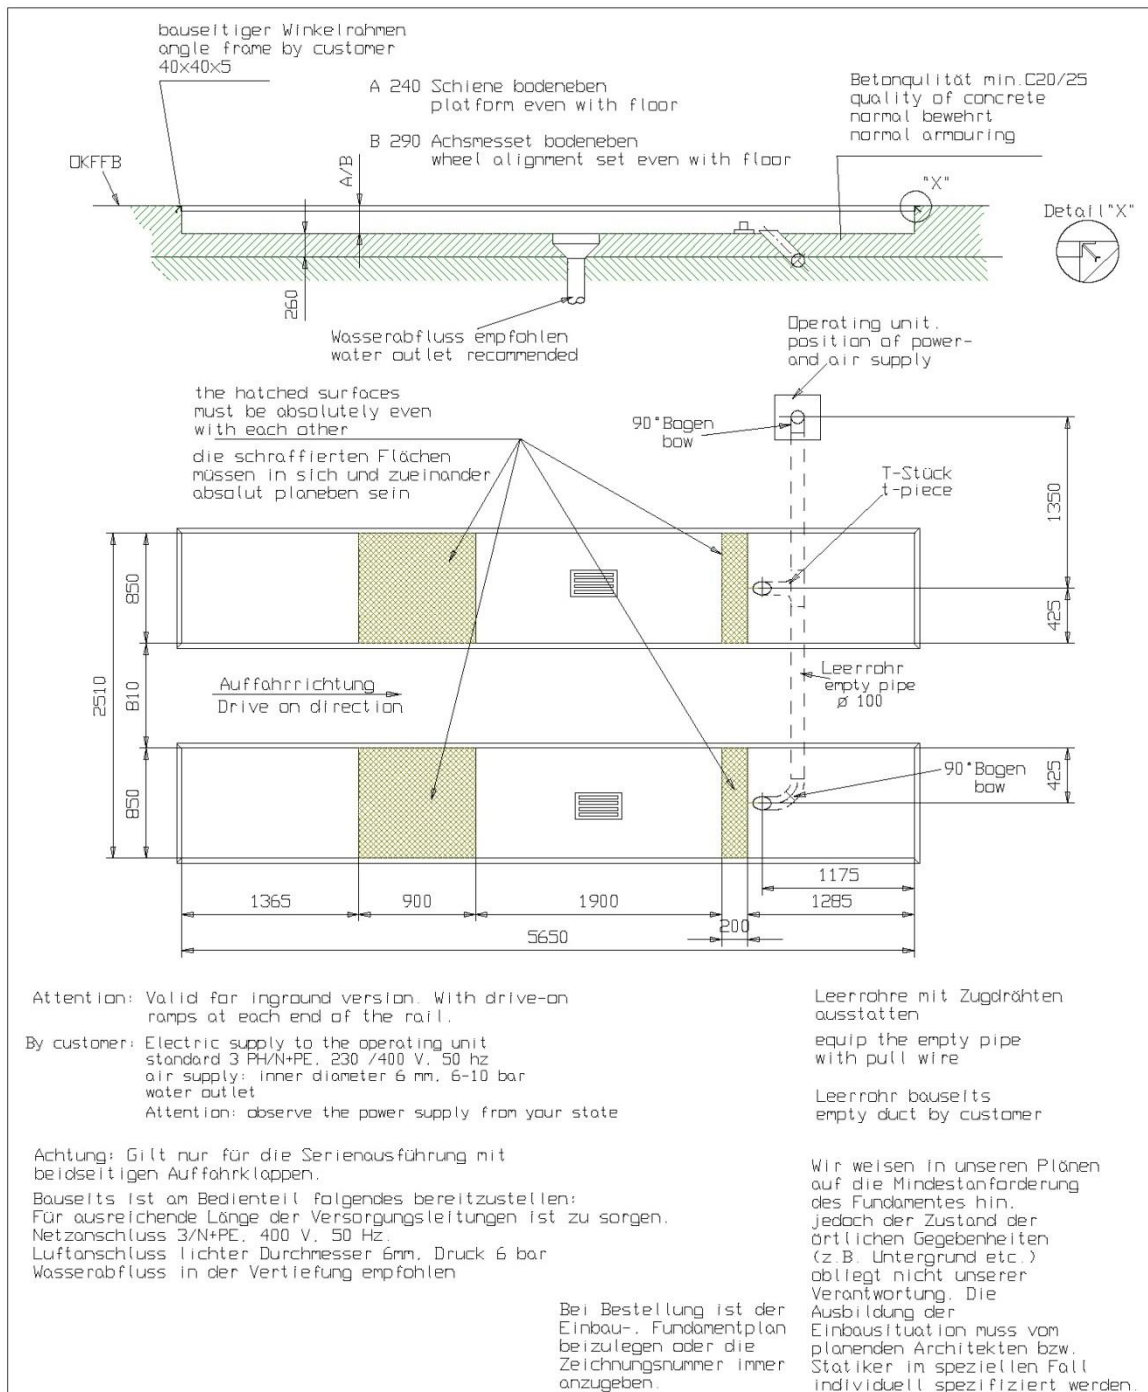 bauseitiger Winkelrahmen
angle frame by customer
40x40x5
A 240 Schiene bodeneben
platform even with floor
B 290 Achsmesset bodeneben
wheel alignment set even with floor
Betonqulität min.C20/25
quality of concrete
normal bewehrt
normal armouring
OKFFB
A/B
"X"
Detail"X"
260
Wasserabfluss empfohlen
water outlet recommended
Operating unit.
position of power-
and air supply
the hatched surfaces
must be absolutely even
with each other
die schraffierten Flächen
müssen in sich und zueinander
absolut planeben sein
90°Bogen
bow
T-Stück
t-piece
1350
850
425
2510
810
Auffahrrichtung
Drive on direction
Leerrohr
empty pipe
ø 100
850
90°Bogen
bow
425
1175
1365
900
1900
200
1285
5650
Attention: Valid for inground version. With drive-on
ramps at each end of the rail.
By customer: Electric supply to the operating unit
standard 3 PH/N+PE, 230 /400 V, 50 hz
air supply: inner diameter 6 mm, 6-10 bar
water outlet
Attention: observe the power supply from your state
Leerrohre mit Zugdrähten
ausstatten
equip the empty pipe
with pull wire
Leerrohr bauseits
empty duct by customer
Achtung: Gilt nur für die Serienausführung mit
beidseitigen Auffahrklappen.
Bauseits ist am Bedienteil folgendes bereitzustellen:
Für ausreichende Länge der Versorgungsleitungen ist zu sorgen.
Netzanschluss 3/N+PE, 400 V, 50 Hz.
Luftanschluss lichter Durchmesser 6mm, Druck 6 bar
Wasserabfluss in der Vertiefung empfohlen
Bei Bestellung ist der
Einbau-, Fundamentplan
beizulegen oder die
Zeichnungsnummer immer
anzugeben.
Wir weisen in unseren Plänen
auf die Mindestanforderung
des Fundamentes hin,
jedoch der Zustand der
örtlichen Gegebenheiten
(z.B. Untergrund etc.)
obliegt nicht unserer
Verantwortung. Die
Ausbildung der
Einbausituation muss vom
planenden Architekten bzw.
Statiker im speziellen Fall
individuell spezifiziert werden.